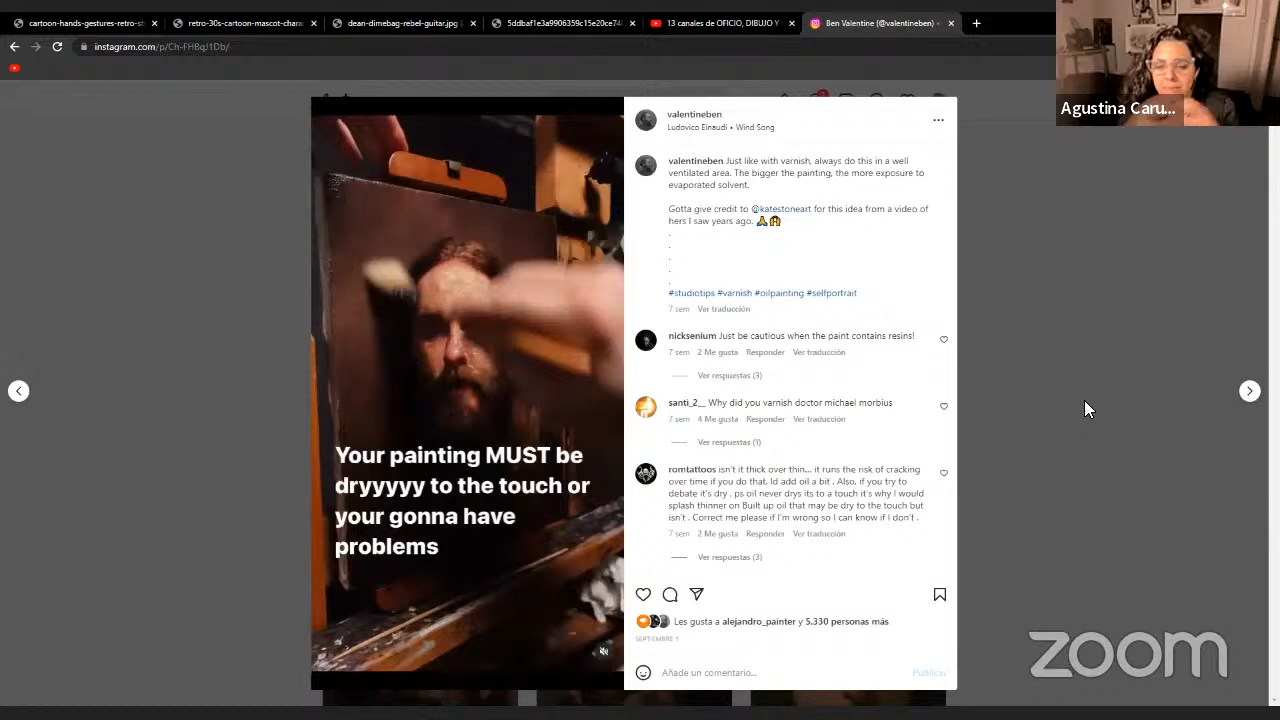 cartoon-hands-gestures-retro-st
retro-30s-cartoon-mascot-chara
dean-dimebag-rebel-guitar.jpg [
5ddbaf1e3a9906359c15e20ce74
13 canales de OFICIO, DIBUJO Y
Ben Valentine (@valentineben) •
instagram.com/p/Ch-FHBqJ1Db/
Agustina Caru...
valentineben
Ludovico Einaudi • Wind Song
valentineben Just like with varnish, always do this in a well
ventilated area. The bigger the painting, the more exposure to
evaporated solvent.
Gotta give credit to @katestoneart for this idea from a video of
hers I saw years ago. 🙏🙆
.
.
.
.
.
#studiotips #varnish #oilpainting #selfportrait
7 sem Ver traducción
nicksenium Just be cautious when the paint contains resins!
7 sem 2 Me gusta Responder Ver traducción
Ver respuestas (3)
santi_2__ Why did you varnish doctor michael morbius
7 sem 4 Me gusta Responder Ver traducción
Ver respuestas (1)
romtattoos isn't it thick over thin... it runs the risk of cracking
over time if you do that. Id add oil a bit . Also. if you try to
debate it's dry . ps oil never drys its to a touch it's why I would
splash thinner on Built up oil that may be dry to the touch but
isn't . Correct me please if I'm wrong so I can know if I don't .
7 sem 2 Me gusta Responder Ver traducción
Ver respuestas (3)
Les gusta a alejandro_painter y 5.330 personas más
SEPTIEMBRE 1
Añade un comentario...
Publicar
Your painting MUST be
dryyyyy to the touch or
your gonna have
problems
zoom